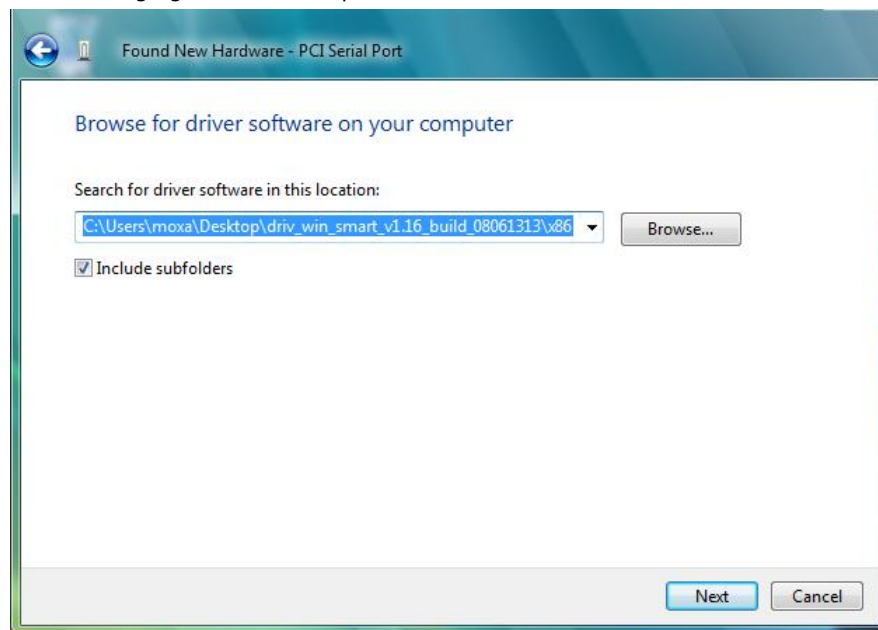 Found New Hardware - PCI Serial Port
Browse for driver software on your computer
Search for driver software in this location:
C:\Users\moxa\Desktop\driv_win_smart_v1.16_build_08061313\x86
Browse...
Include subfolders
Next
Cancel